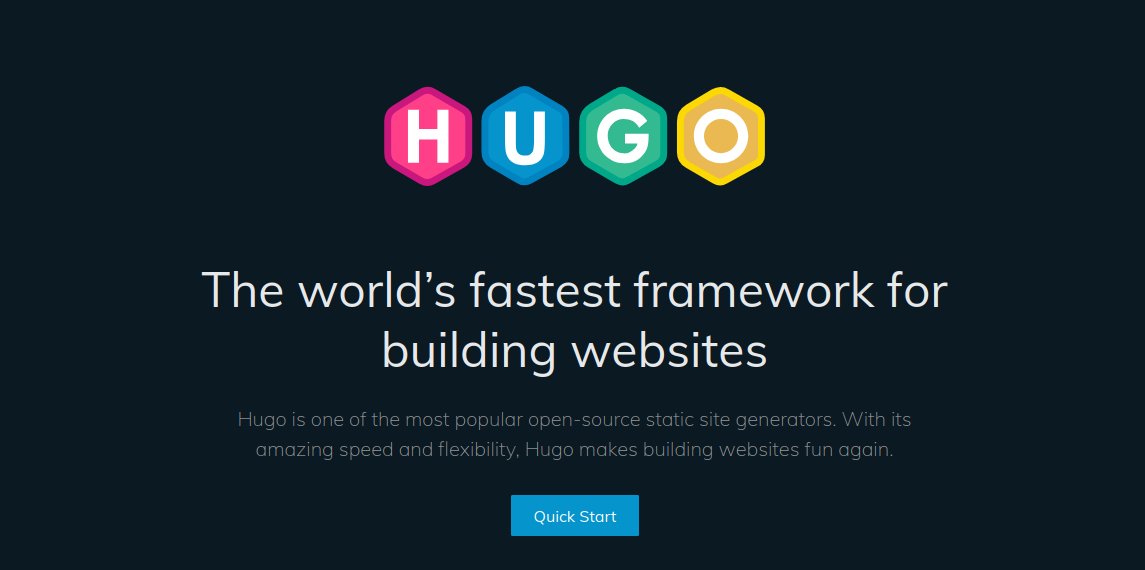 HUGO
The world’s fastest framework for
building websites
Hugo is one of the most popular open-source static site generators. With its
amazing speed and flexibility, Hugo makes building websites fun again.
Quick Start